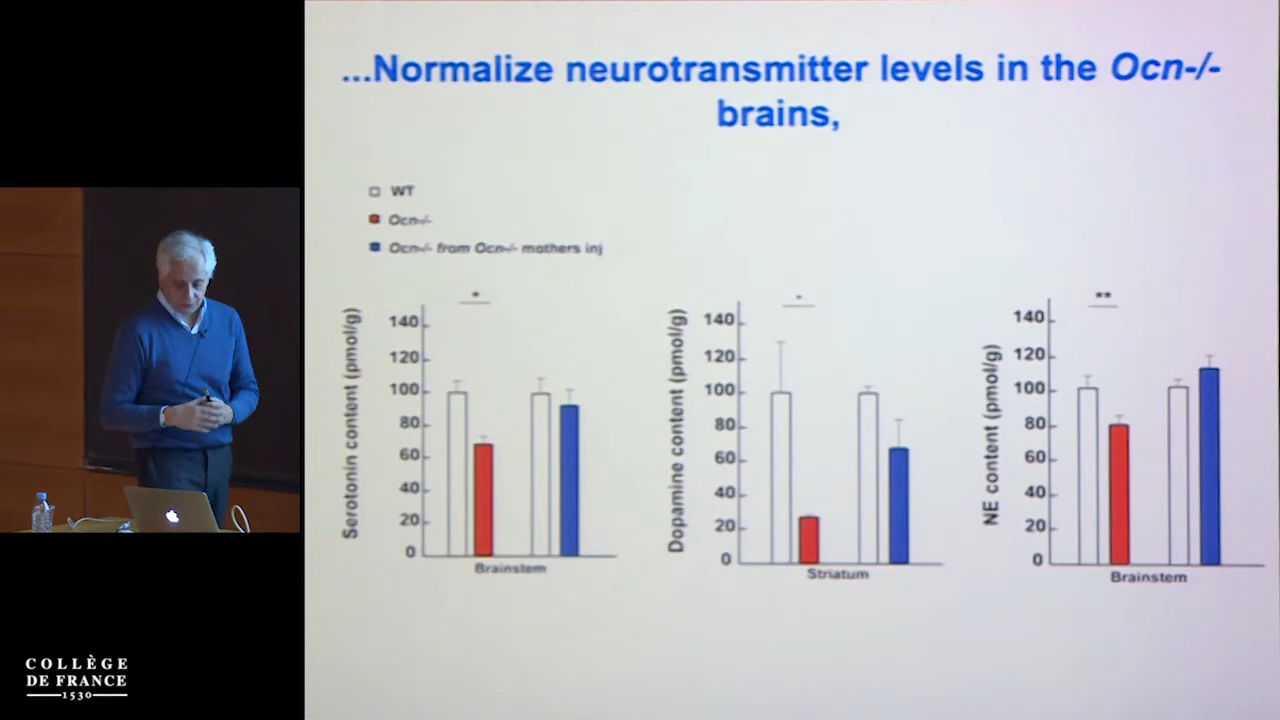 ...Normalize neurotransmitter levels in the Ocn-/-
brains,
WT
Ocn-/-
Ocn-/- from Ocn-/- mothers inj
Serotonin content (pmol/g)
140
120
100
80
60
40
20
0
*
Brainstem
Dopamine content (pmol/g)
140
120
100
80
60
40
20
0
*
Striatum
NE content (pmol/g)
140
120
100
80
60
40
20
0
**
Brainstem
COLLÈGE
DE FRANCE
1530